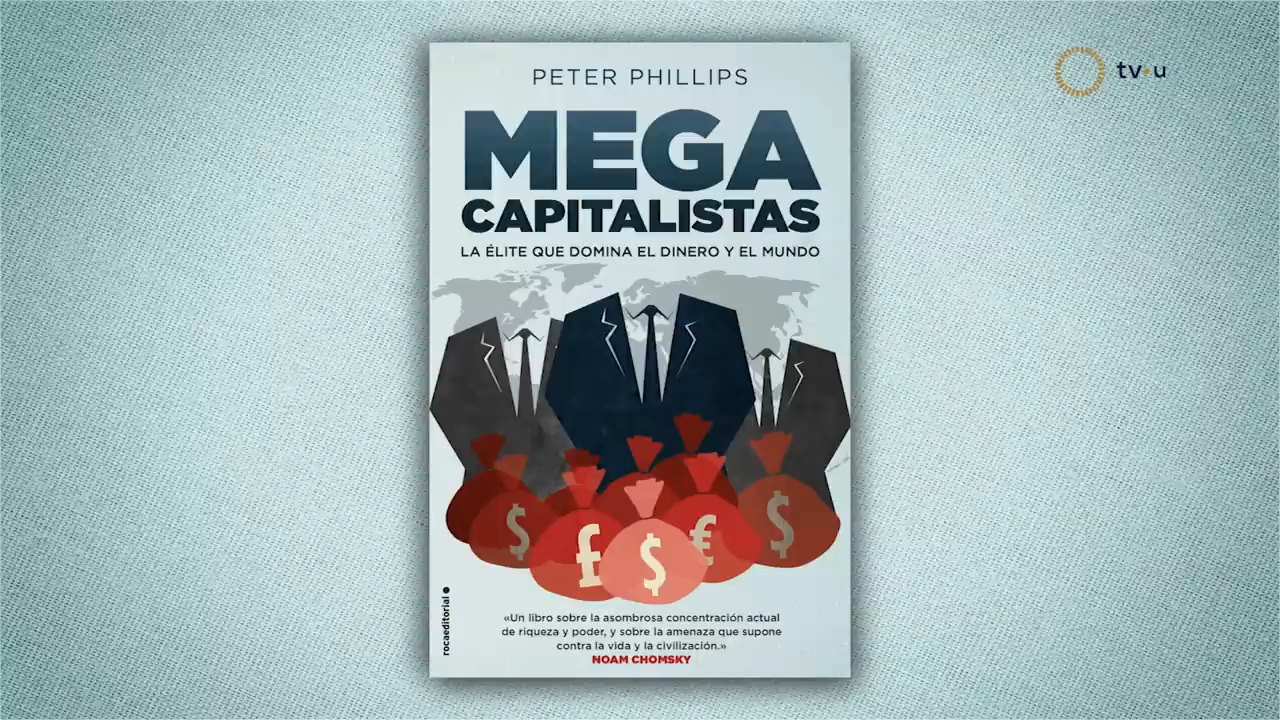 PETER PHILLIPS
tv·u
MEGA
CAPITALISTAS
LA ÉLITE QUE DOMINA EL DINERO Y EL MUNDO
$
£
$
€
$
«Un libro sobre la asombrosa concentración actual
de riqueza y poder, y sobre la amenaza que supone
contra la vida y la civilización.»
NOAM CHOMSKY
rocaeditorial